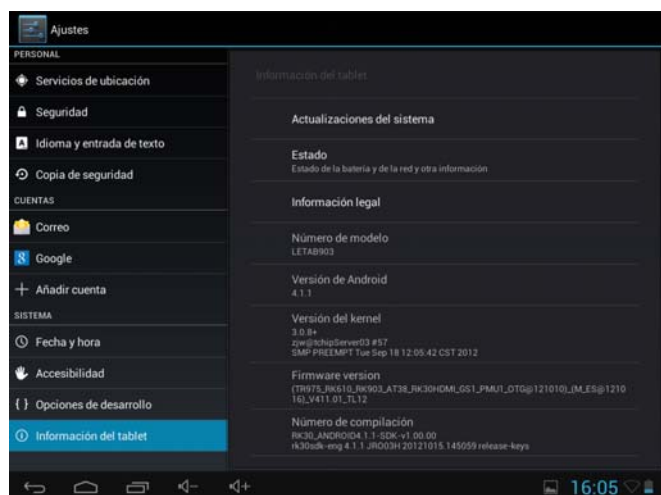 Ajustes
PERSONAL
Servicios de ubicación
Seguridad
Idioma y entrada de texto
Copia de seguridad
CUENTAS
Correo
Google
Añadir cuenta
SISTEMA
Fecha y hora
Accesibilidad
{ } Opciones de desarrollo
Información del tablet
Información del tablet
Actualizaciones del sistema
Estado
Estado de la batería y de la red y otra información
Información legal
Número de modelo
LETAB903
Versión de Android
4.1.1
Versión del kernel
3.0.8+
zjw@tchipServer03 #57
SMP PREEMPT Tue Sep 18 12:05:42 CST 2012
Firmware version
(TR975_RK610_RK903_AT38_RK30HDMI_GS1_PMU1_OTG@121010)_(M_ES@1210
16)_V411.01_TL12
Número de compilación
RK30_ANDROID4.1.1-SDK-v1.00.00
rk30sdk-eng 4.1.1 JRO03H 20121015.145059 release-keys
16:05